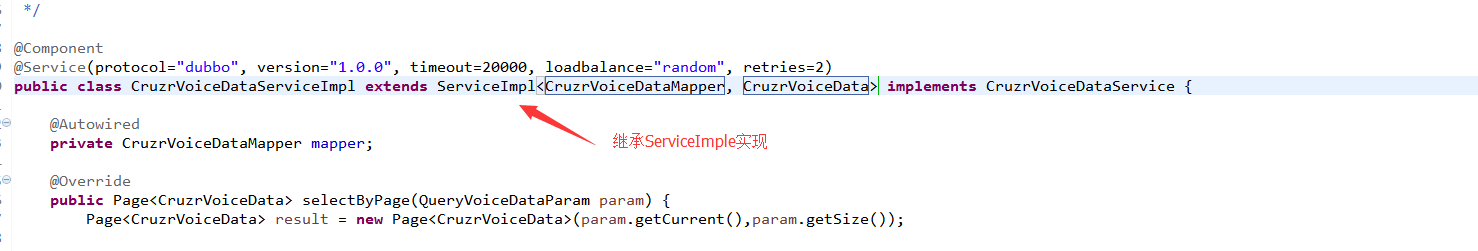 */
@Component
@Service(protocol="dubbo", version="1.0.0", timeout=20000, loadbalance="random", retries=2)
public class CruzrVoiceDataServiceImpl extends ServiceImpl<CruzrVoiceDataMapper, CruzrVoiceData> implements CruzrVoiceDataService {
@Autowired
private CruzrVoiceDataMapper mapper;
继承ServiceImple实现
@Override
public Page<CruzrVoiceData> selectByPage(QueryVoiceDataParam param) {
Page<CruzrVoiceData> result = new Page<CruzrVoiceData>(param.getCurrent(),param.getSize());